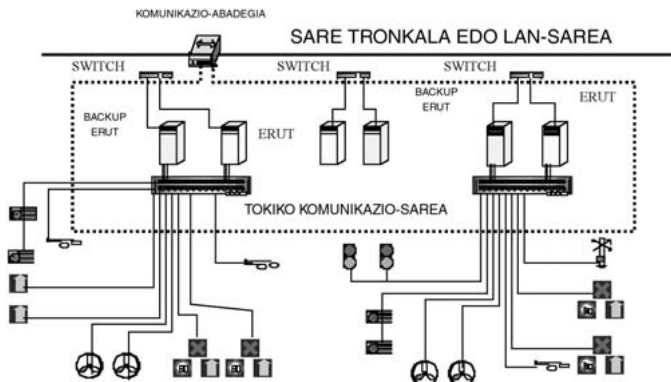 KOMUNIKAZIO-ABADEGIA
SARE TRONKALA EDO LAN-SAREA
SWITCH
SWITCH
SWITCH
BACKUP
ERUT
ERUT
BACKUP
ERUT
ERUT
TOKIKO KOMUNIKAZIO-SAREA